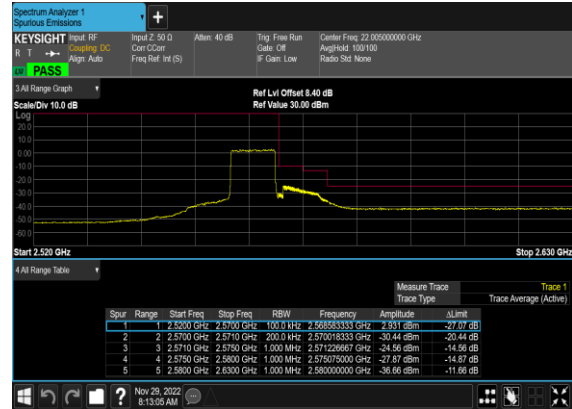 Spectrum Analyzer 1
Spurious Emissions
KEYSIGHT Input: RF Input Z: 50 Ω Atten: 40 dB Trig: Free Run Center Freq: 22.005000000 GHz
R T Coupling: DC Corr CCorr Gate: Off Avg|Hold: 100/100
Align: Auto Freq Ref: Int (S) IF Gain: Low Radio Std: None
PASS
3 All Range Graph
Ref Lvl Offset 8.40 dB
Scale/Div 10.0 dB Ref Value 30.00 dBm
Log
20.0
10.0
0.00
-10.0
-20.0
-30.0
-40.0
-50.0
-60.0
Start 2.520 GHz Stop 2.630 GHz
4 All Range Table
Measure Trace Trace 1
Trace Type Trace Average (Active)
Spur Range Start Freq Stop Freq RBW Frequency Amplitude ΔLimit
1 1 2.5200 GHz 2.5700 GHz 100.0 kHz 2.568583333 GHz 2.931 dBm -27.07 dB
2 2 2.5700 GHz 2.5710 GHz 200.0 kHz 2.570018333 GHz -30.44 dBm -20.44 dB
3 3 2.5710 GHz 2.5750 GHz 1.000 MHz 2.571226667 GHz -24.56 dBm -14.56 dB
4 4 2.5750 GHz 2.5800 GHz 1.000 MHz 2.575075000 GHz -27.87 dBm -14.87 dB
5 5 2.5800 GHz 2.6300 GHz 1.000 MHz 2.580000000 GHz -36.66 dBm -11.66 dB
? Nov 29, 2022
8:13:05 AM